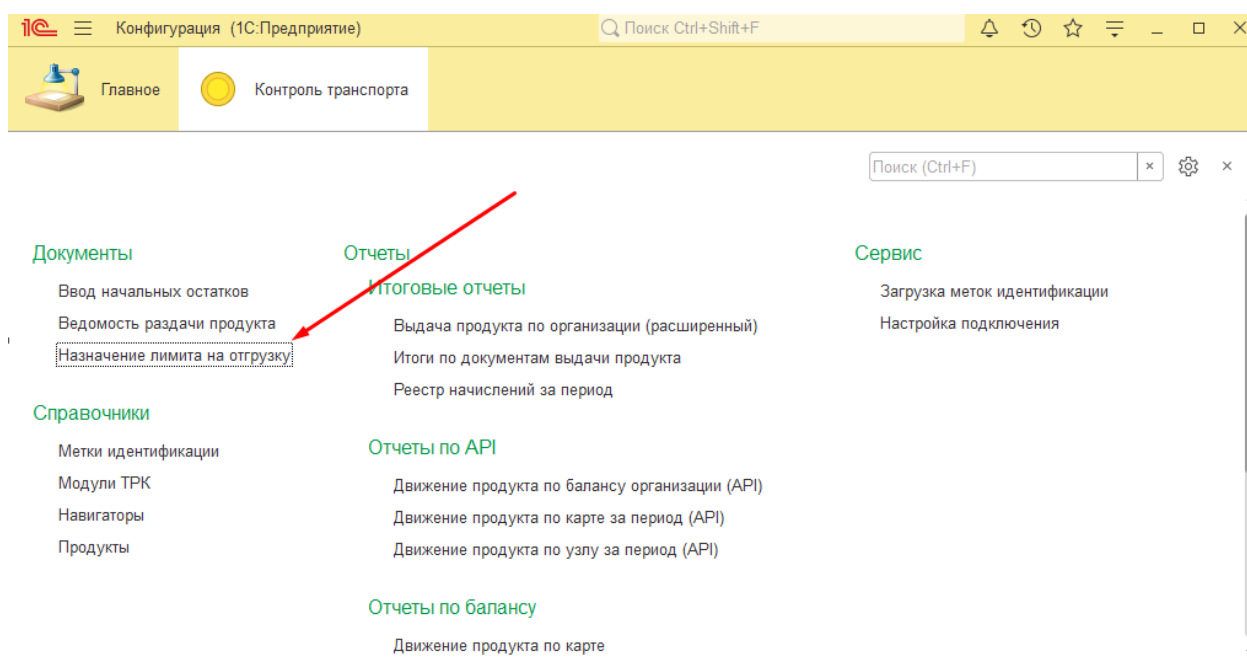 1С Конфигурация (1С:Предприятие) Поиск Ctrl+Shift+F
Главное Контроль транспорта
Поиск (Ctrl+F)
Документы
Ввод начальных остатков
Ведомость раздачи продукта
Назначение лимита на отгрузку
Справочники
Метки идентификации
Модули ТРК
Навигаторы
Продукты
Отчеты
Итоговые отчеты
Выдача продукта по организации (расширенный)
Итоги по документам выдачи продукта
Реестр начислений за период
Отчеты по API
Движение продукта по балансу организации (API)
Движение продукта по карте за период (API)
Движение продукта по узлу за период (API)
Отчеты по балансу
Движение продукта по карте
Сервис
Загрузка меток идентификации
Настройка подключения